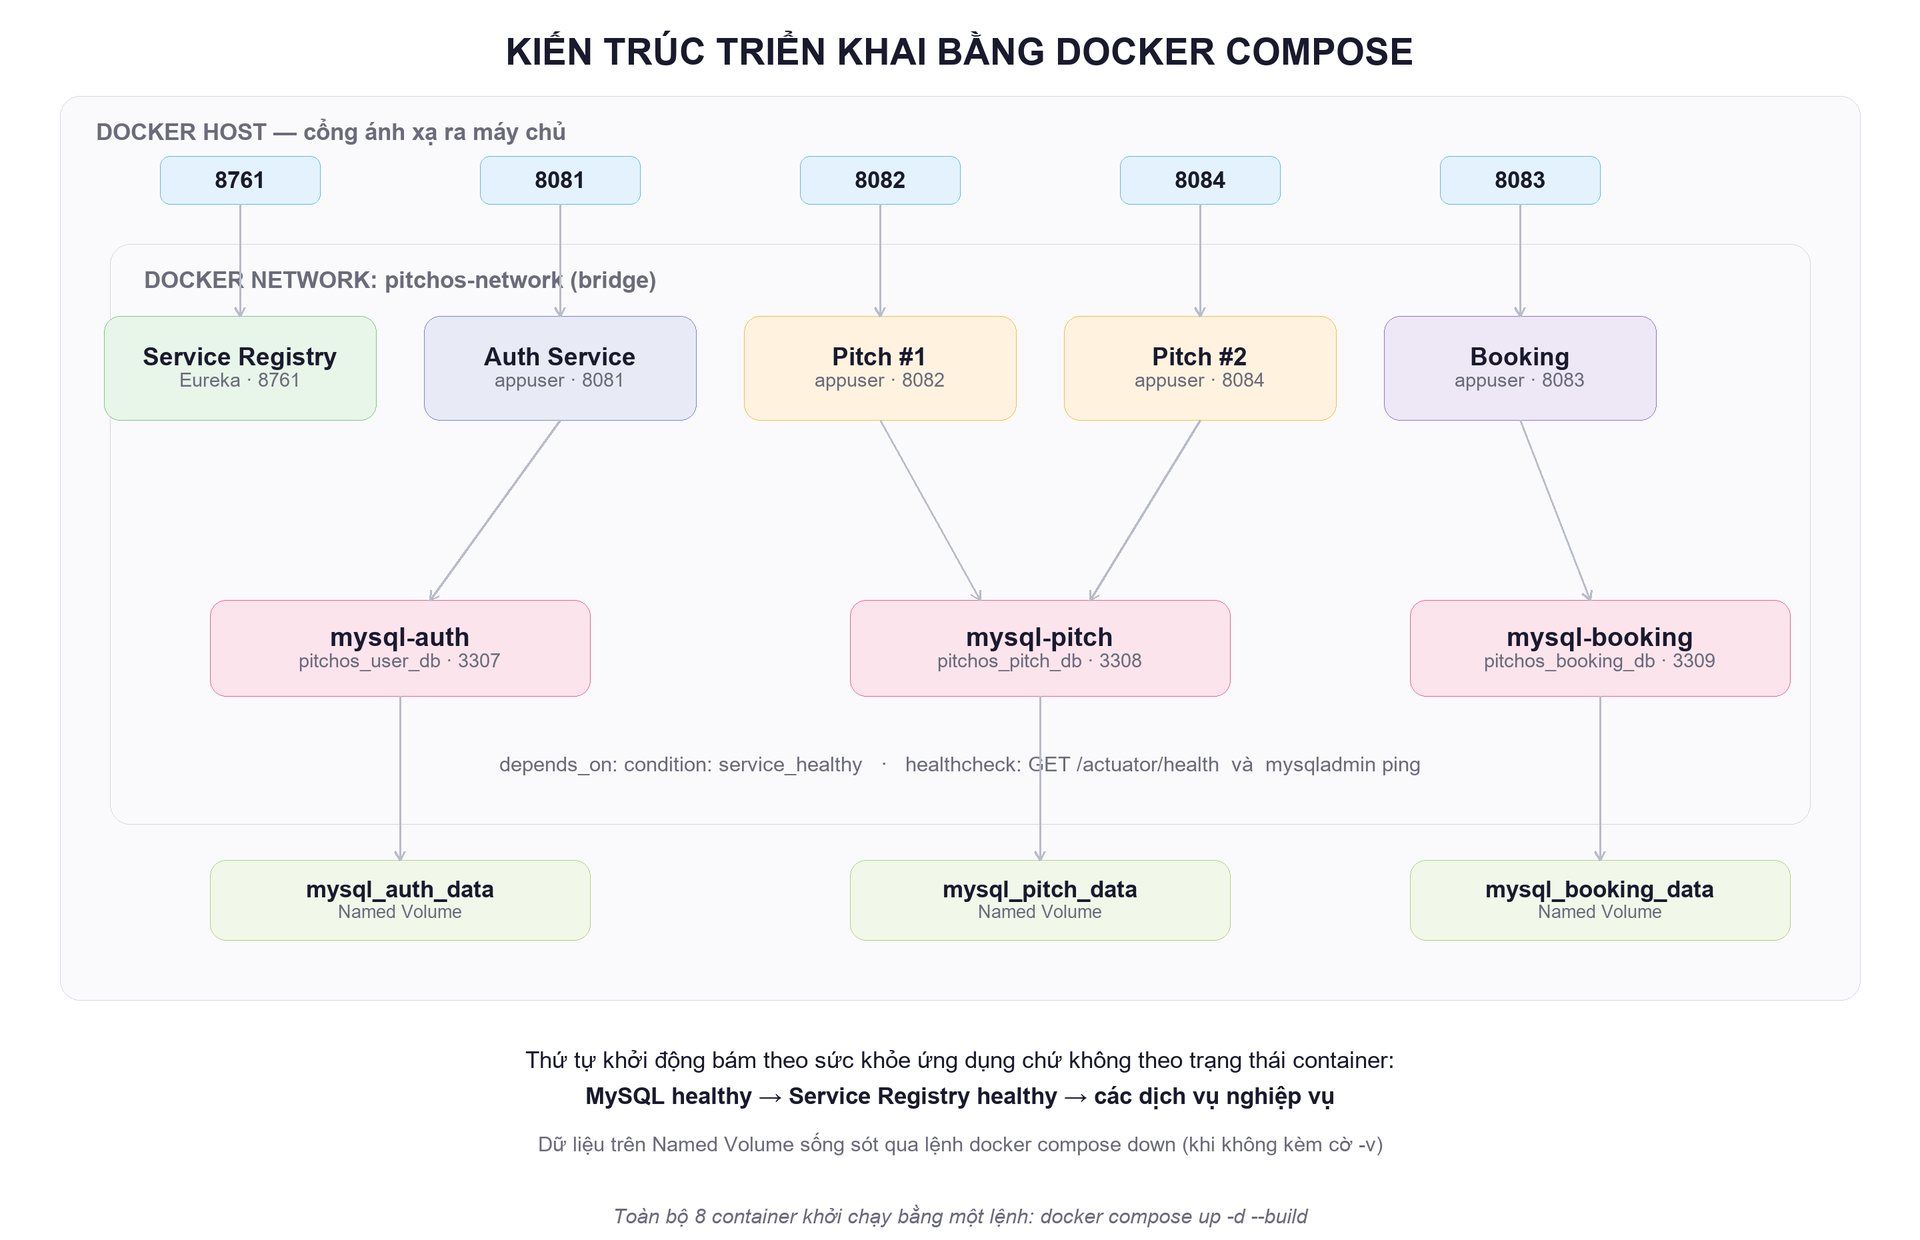 KIẾN TRÚC TRIỂN KHAI BẰNG DOCKER COMPOSE
DOCKER HOST — cổng ánh xạ ra máy chủ
8761
8081
8082
8084
8083
DOCKER NETWORK: pitchos-network (bridge)
Service Registry
Eureka · 8761
Auth Service
appuser · 8081
Pitch #1
appuser · 8082
Pitch #2
appuser · 8084
Booking
appuser · 8083
mysql-auth
pitchos_user_db · 3307
mysql-pitch
pitchos_pitch_db · 3308
mysql-booking
pitchos_booking_db · 3309
depends_on: condition: service_healthy · healthcheck: GET /actuator/health và mysqladmin ping
mysql_auth_data
Named Volume
mysql_pitch_data
Named Volume
mysql_booking_data
Named Volume
Thứ tự khởi động bám theo sức khỏe ứng dụng chứ không theo trạng thái container:
MySQL healthy → Service Registry healthy → các dịch vụ nghiệp vụ
Dữ liệu trên Named Volume sống sót qua lệnh docker compose down (khi không kèm cờ -v)
Toàn bộ 8 container khởi chạy bằng một lệnh: docker compose up -d --build